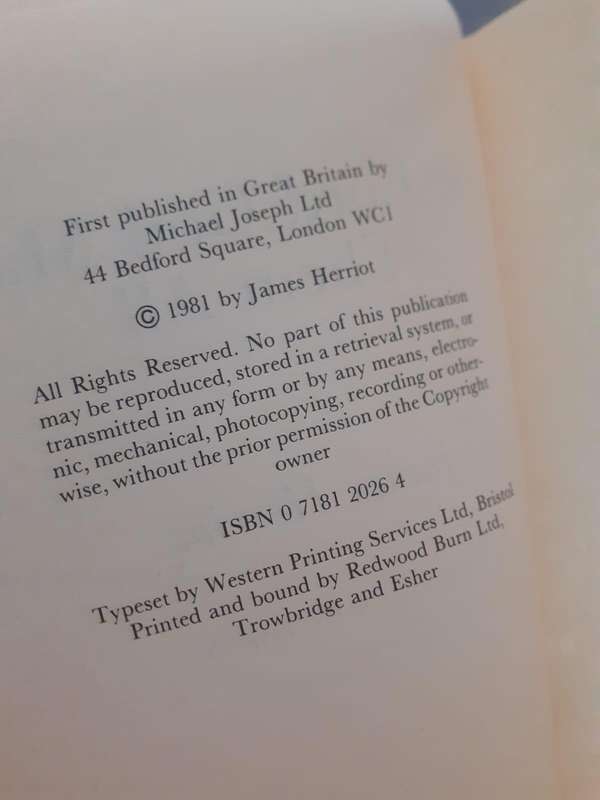 First published in Great Britain by
Michael Joseph Ltd
44 Bedford Square, London WC1
© 1981 by James Herriot
All Rights Reserved. No part of this publication
may be reproduced, stored in a retrieval system, or
transmitted in any form or by any means, electro-
nic, mechanical, photocopying, recording or other-
wise, without the prior permission of the Copyright
owner
ISBN 0 7181 2026 4
Typeset by Western Printing Services Ltd, Bristol
Printed and bound by Redwood Burn Ltd,
Trowbridge and Esher